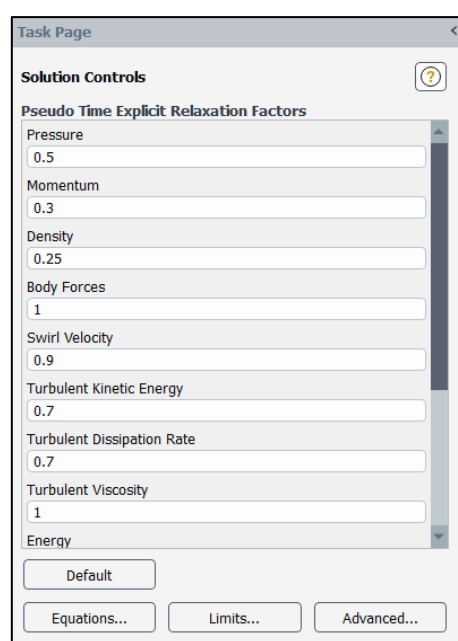 Task Page
Solution Controls
?
Pseudo Time Explicit Relaxation Factors
Pressure
0.5
Momentum
0.3
Density
0.25
Body Forces
1
Swirl Velocity
0.9
Turbulent Kinetic Energy
0.7
Turbulent Dissipation Rate
0.7
Turbulent Viscosity
1
Energy
Default
Equations... Limits... Advanced...